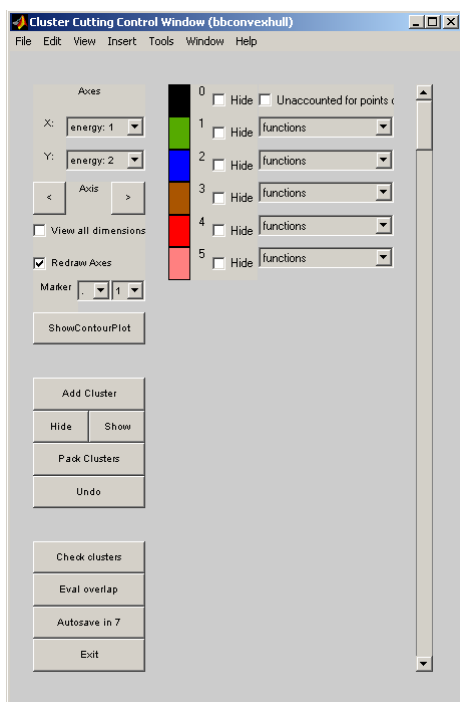 Cluster Cutting Control Window (bbconvexhull)
File Edit View Insert Tools Window Help
Axes
X: energy: 1
Y: energy: 2
< Axis >
View all dimensions
Redraw Axes
Marker . 1
ShowContourPlot
Add Cluster
Hide Show
Pack Clusters
Undo
Check clusters
Eval overlap
Autosave in 7
Exit
0 Hide Unaccounted for points c
1 Hide functions
2 Hide functions
3 Hide functions
4 Hide functions
5 Hide functions